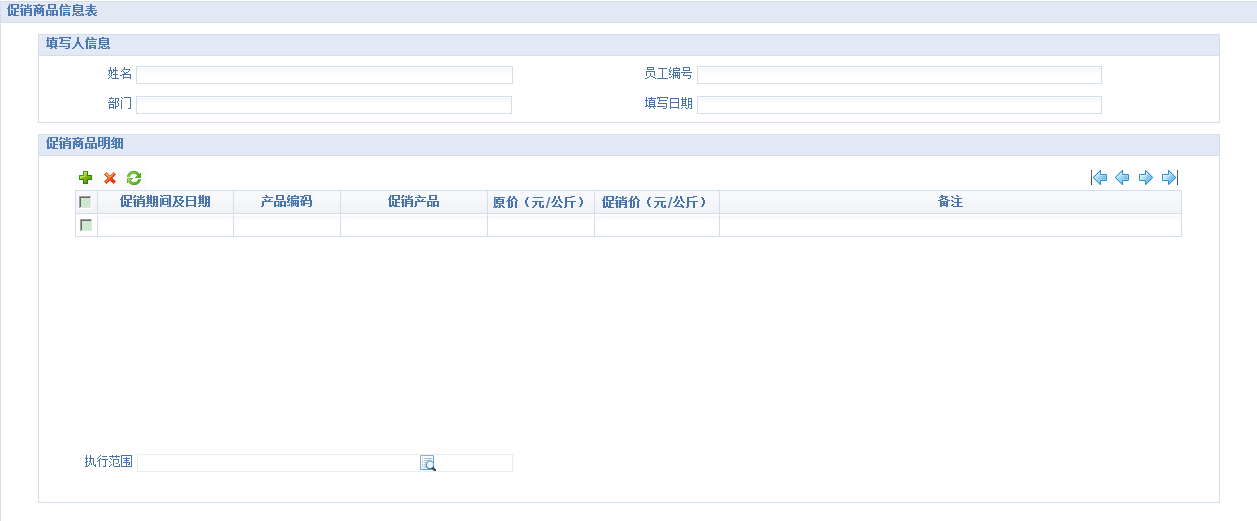 促销商品信息表
填写人信息
姓名 员工编号
部门 填写日期
促销商品明细
促销期间及日期 产品编码 促销产品 原价（元/公斤） 促销价（元/公斤） 备注
执行范围